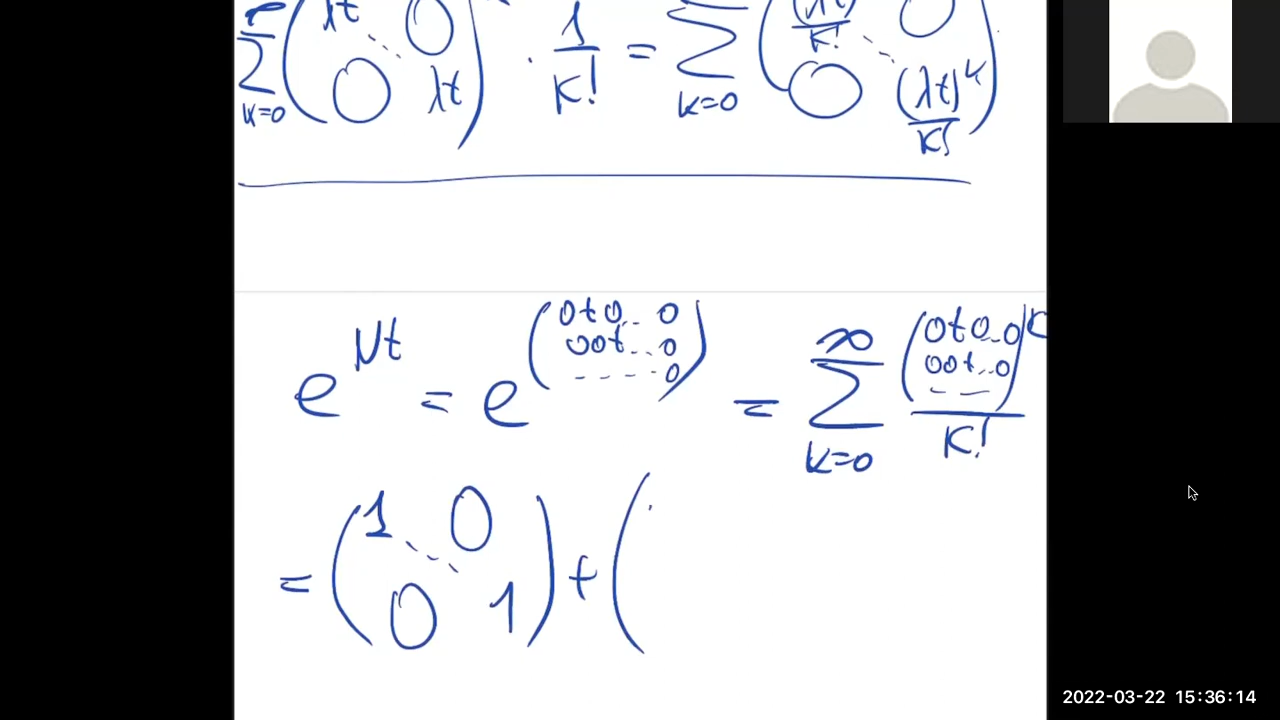 ∑_{k=0} ( λt 0 ⋱ 0 λt ) · 1/k! = ∑_{k=0} ( (λt)/k! 0 ⋱ 0 (λt)^k/k! )
e^{Nt} = e^{( 0 t 0 .. 0 / 0 0 t .. 0 / - - - - 0 )} = ∑_{k=0}^{∞} ( 0 t 0 .. 0 / 0 0 t .. 0 / - - )^k / k!
= ( 1 0 ⋱ 0 1 ) + (
2022-03-22 15:36:14